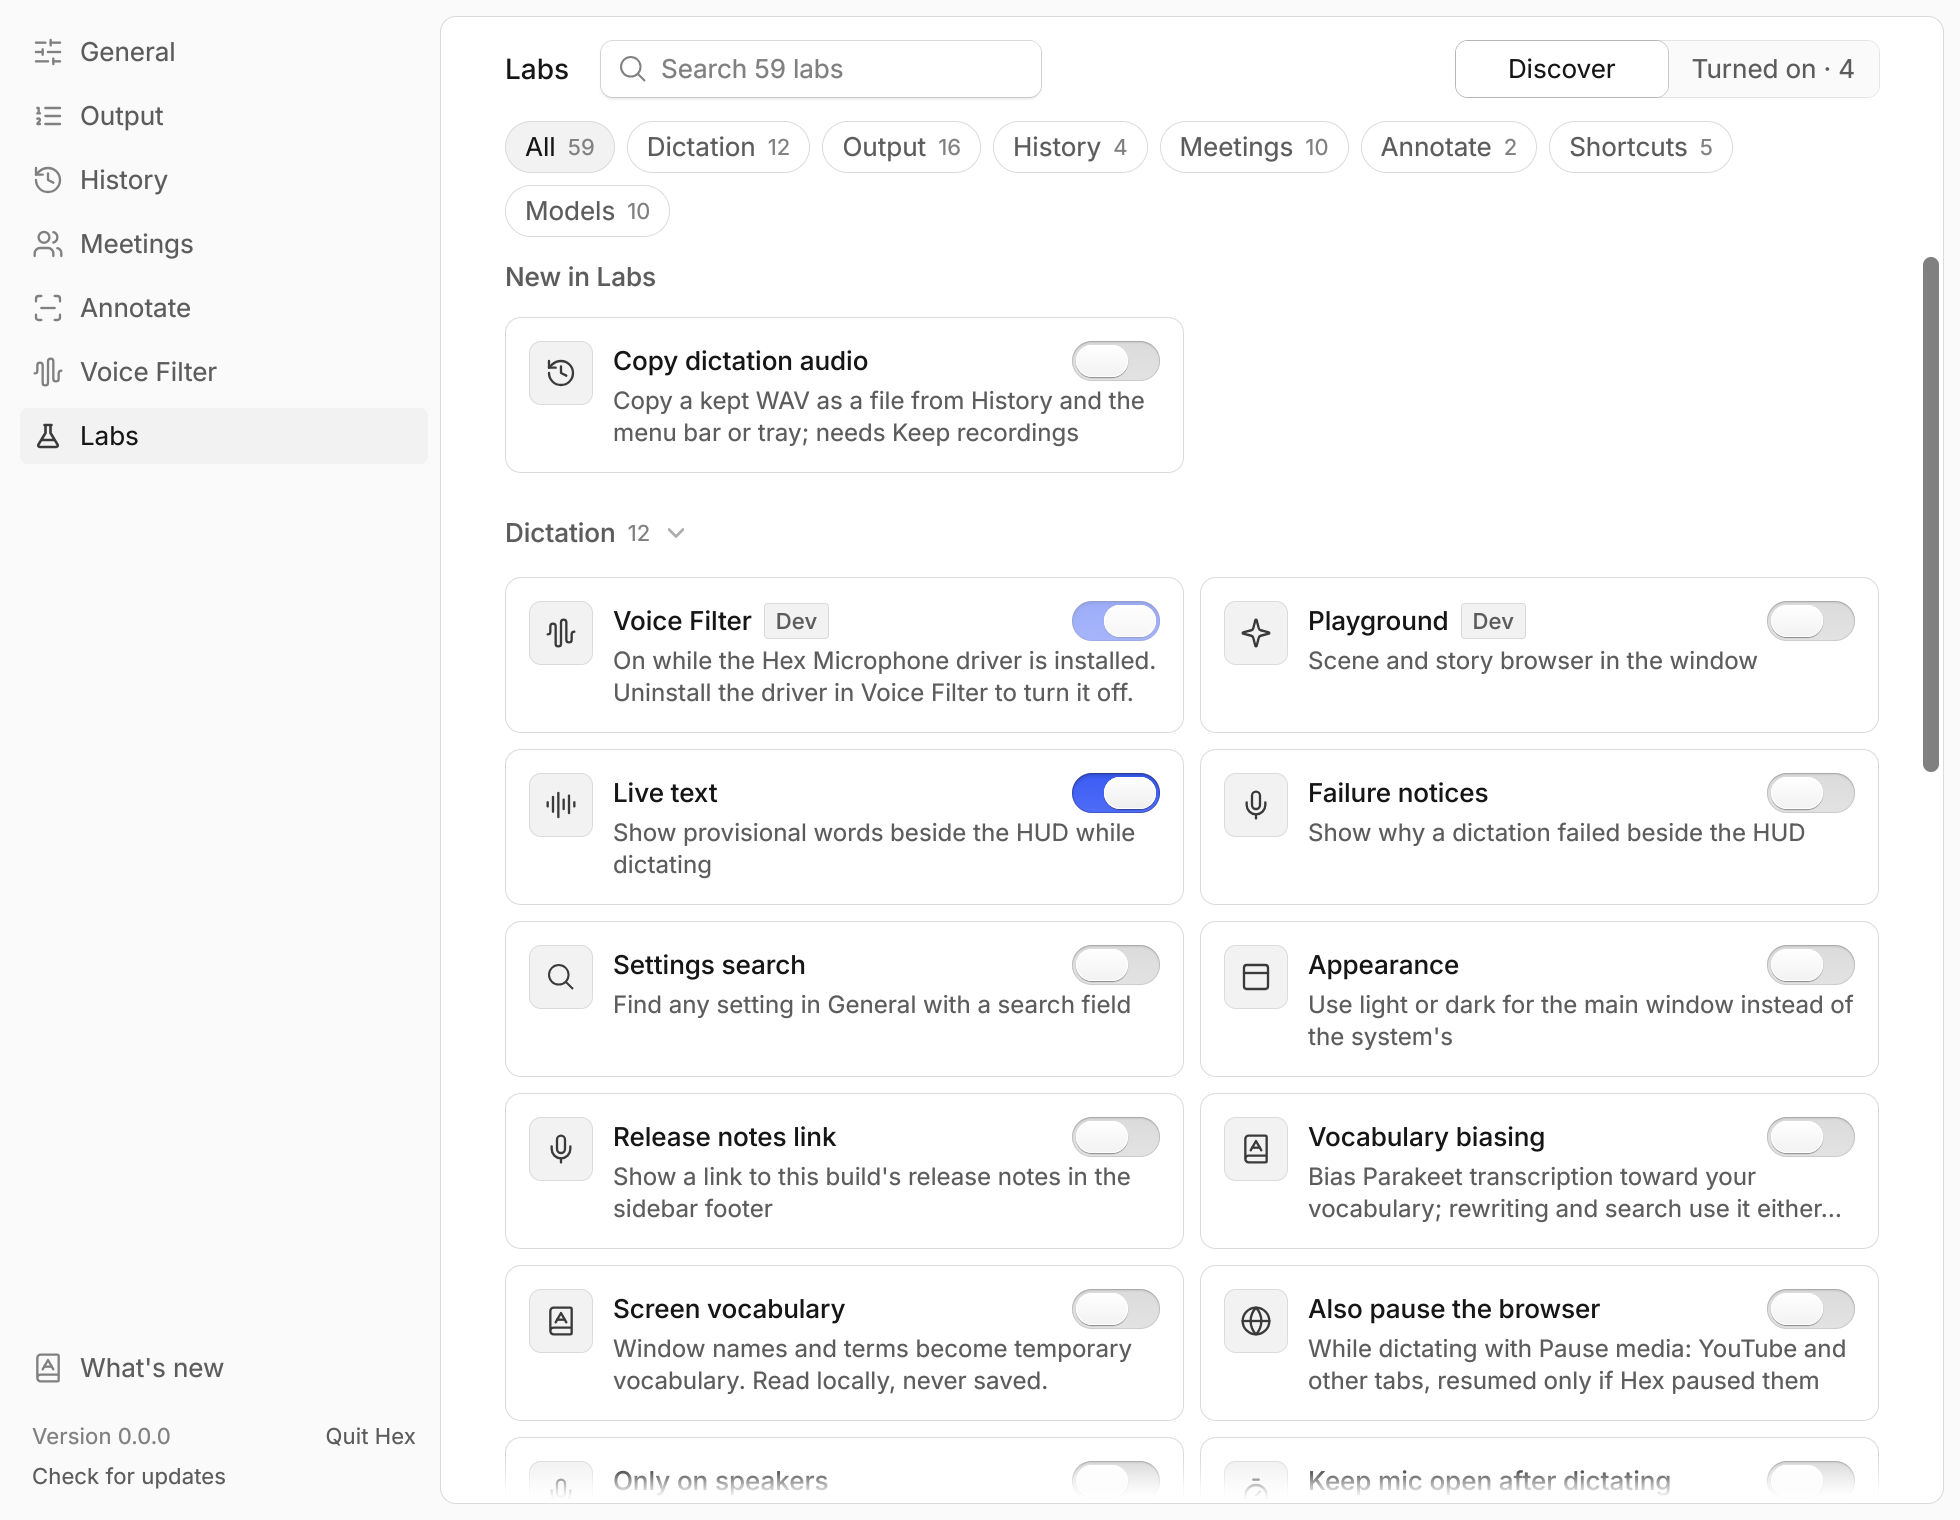 General
Output
History
Meetings
Annotate
Voice Filter
Labs
What's new
Version 0.0.0
Quit Hex
Check for updates
Labs
Search 59 labs
Discover
Turned on · 4
All 59
Dictation 12
Output 16
History 4
Meetings 10
Annotate 2
Shortcuts 5
Models 10
New in Labs
Copy dictation audio
Copy a kept WAV as a file from History and the
menu bar or tray; needs Keep recordings
Dictation 12
Voice Filter Dev
On while the Hex Microphone driver is installed.
Uninstall the driver in Voice Filter to turn it off.
Playground Dev
Scene and story browser in the window
Live text
Show provisional words beside the HUD while
dictating
Failure notices
Show why a dictation failed beside the HUD
Settings search
Find any setting in General with a search field
Appearance
Use light or dark for the main window instead of
the system's
Release notes link
Show a link to this build's release notes in the
sidebar footer
Vocabulary biasing
Bias Parakeet transcription toward your
vocabulary; rewriting and search use it either...
Screen vocabulary
Window names and terms become temporary
vocabulary. Read locally, never saved.
Also pause the browser
While dictating with Pause media: YouTube and
other tabs, resumed only if Hex paused them
Only on speakers
Keep mic open after dictating